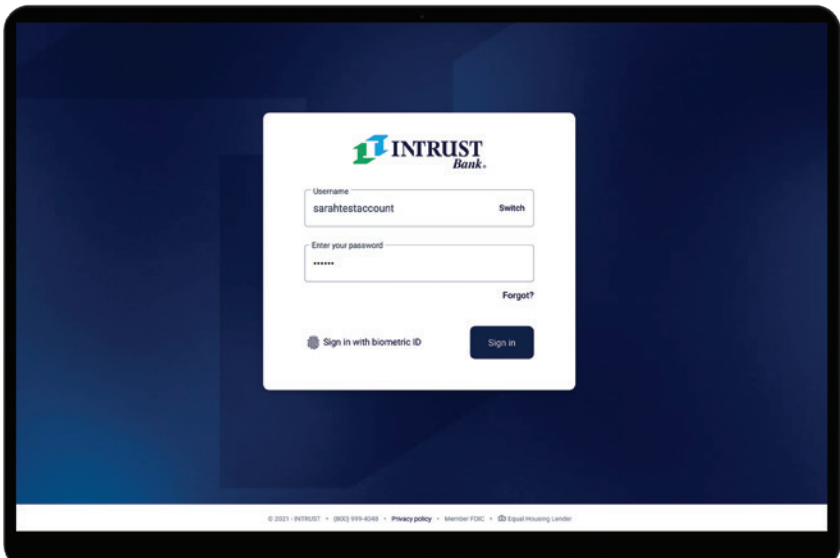 INTRUST
Bank®
Username
sarahtestaccount Switch
Enter your password
••••••
Forgot?
Sign in with biometric ID Sign in
© 2021 - INTRUST • (800) 999-4048 • Privacy policy • Member FDIC • Equal Housing Lender